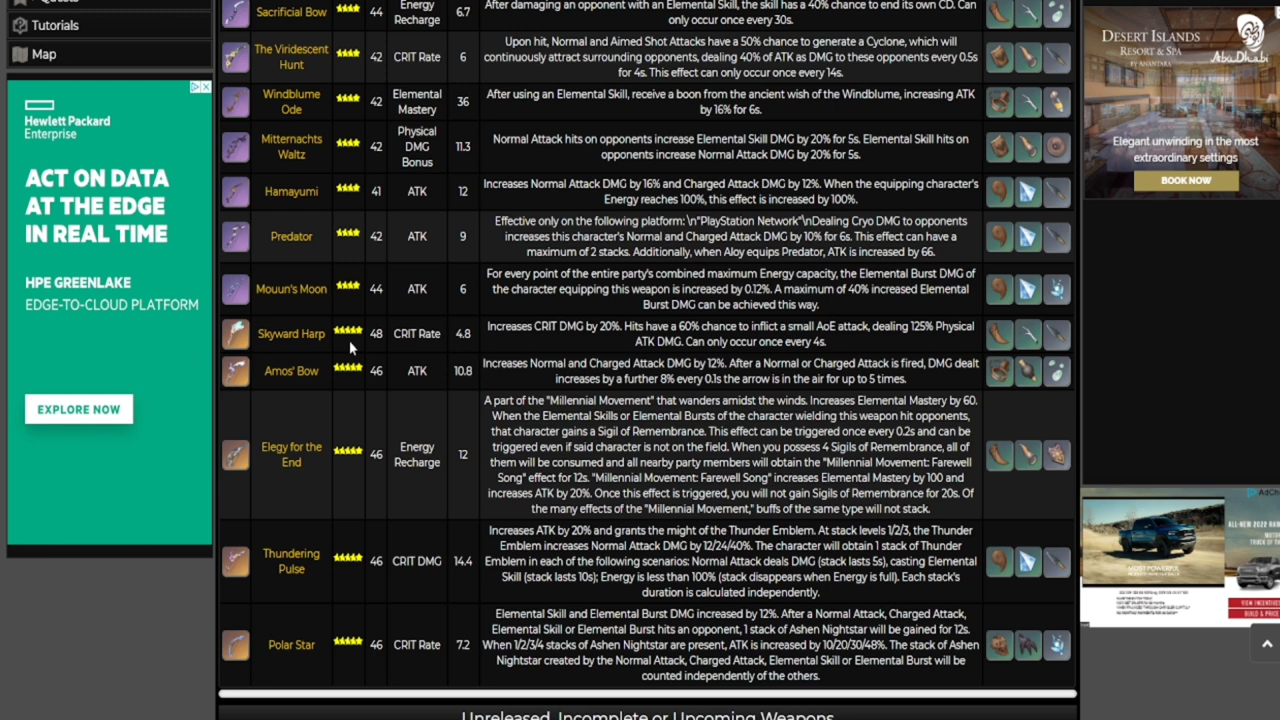 Tutorials
Map
Hewlett Packard
Enterprise
ACT ON DATA
AT THE EDGE
IN REAL TIME
HPE GREENLAKE
EDGE-TO-CLOUD PLATFORM
EXPLORE NOW
Sacrificial Bow
44
Energy
Recharge
6.7
After damaging an opponent with an Elemental Skill, the skill has a 40% chance to end its own CD. Can
only occur once every 30s.
The Viridescent
Hunt
42
CRIT Rate
6
Upon hit, Normal and Aimed Shot Attacks have a 50% chance to generate a Cyclone, which will
continuously attract surrounding opponents, dealing 40% of ATK as DMG to these opponents every 0.5s
for 4s. This effect can only occur once every 14s.
Windblume
Ode
42
Elemental
Mastery
36
After using an Elemental Skill, receive a boon from the ancient wish of the Windblume, increasing ATK
by 16% for 6s.
Mitternachts
Waltz
42
Physical
DMG
Bonus
11.3
Normal Attack hits on opponents increase Elemental Skill DMG by 20% for 5s. Elemental Skill hits on
opponents increase Normal Attack DMG by 20% for 5s.
Hamayumi
41
ATK
12
Increases Normal Attack DMG by 16% and Charged Attack DMG by 12%. When the equipping character's
Energy reaches 100%, this effect is increased by 100%.
Predator
42
ATK
9
Effective only on the following platform: \n"PlayStation Network"\nDealing Cryo DMG to opponents
increases this character's Normal and Charged Attack DMG by 10% for 6s. This effect can have a
maximum of 2 stacks. Additionally, when Aloy equips Predator, ATK is increased by 66.
Mouun's Moon
44
ATK
6
For every point of the entire party's combined maximum Energy capacity, the Elemental Burst DMG of
the character equipping this weapon is increased by 0.12%. A maximum of 40% increased Elemental
Burst DMG can be achieved this way.
Skyward Harp
48
CRIT Rate
4.8
Increases CRIT DMG by 20%. Hits have a 60% chance to inflict a small AoE attack, dealing 125% Physical
ATK DMG. Can only occur once every 4s.
Amos' Bow
46
ATK
10.8
Increases Normal and Charged Attack DMG by 12%. After a Normal or Charged Attack is fired, DMG dealt
increases by a further 8% every 0.1s the arrow is in the air for up to 5 times.
Elegy for the
End
46
Energy
Recharge
12
A part of the "Millennial Movement" that wanders amidst the winds. Increases Elemental Mastery by 60.
When the Elemental Skills or Elemental Bursts of the character wielding this weapon hit opponents,
that character gains a Sigil of Remembrance. This effect can be triggered once every 0.2s and can be
triggered even if said character is not on the field. When you possess 4 Sigils of Remembrance, all of
them will be consumed and all nearby party members will obtain the "Millennial Movement: Farewell
Song" effect for 12s. "Millennial Movement: Farewell Song" increases Elemental Mastery by 100 and
increases ATK by 20%. Once this effect is triggered, you will not gain Sigils of Remembrance for 20s. Of
the many effects of the "Millennial Movement," buffs of the same type will not stack.
Thundering
Pulse
46
CRIT DMG
14.4
Increases ATK by 20% and grants the might of the Thunder Emblem. At stack levels 1/2/3, the Thunder
Emblem increases Normal Attack DMG by 12/24/40%. The character will obtain 1 stack of Thunder
Emblem in each of the following scenarios: Normal Attack deals DMG (stack lasts 5s), casting Elemental
Skill (stack lasts 10s); Energy is less than 100% (stack disappears when Energy is full). Each stack's
duration is calculated independently.
Polar Star
46
CRIT Rate
7.2
Elemental Skill and Elemental Burst DMG increased by 12%. After a Normal Attack, Charged Attack,
Elemental Skill or Elemental Burst hits an opponent, 1 stack of Ashen Nightstar will be gained for 12s.
When 1/2/3/4 stacks of Ashen Nightstar are present, ATK is increased by 10/20/30/48%. The stack of Ashen
Nightstar created by the Normal Attack, Charged Attack, Elemental Skill or Elemental Burst will be
counted independently of the others.
Unreleased, Incomplete or Upcoming Weapons
DESERT ISLANDS
RESORT & SPA
BY ANANTARA
Abu Dhabi
Elegant unwinding in the most
extraordinary settings
BOOK NOW
AdCh
ALL-NEW 2022
MOST POWERFUL
VIEW INCENTIVES
BUILD & PRICE